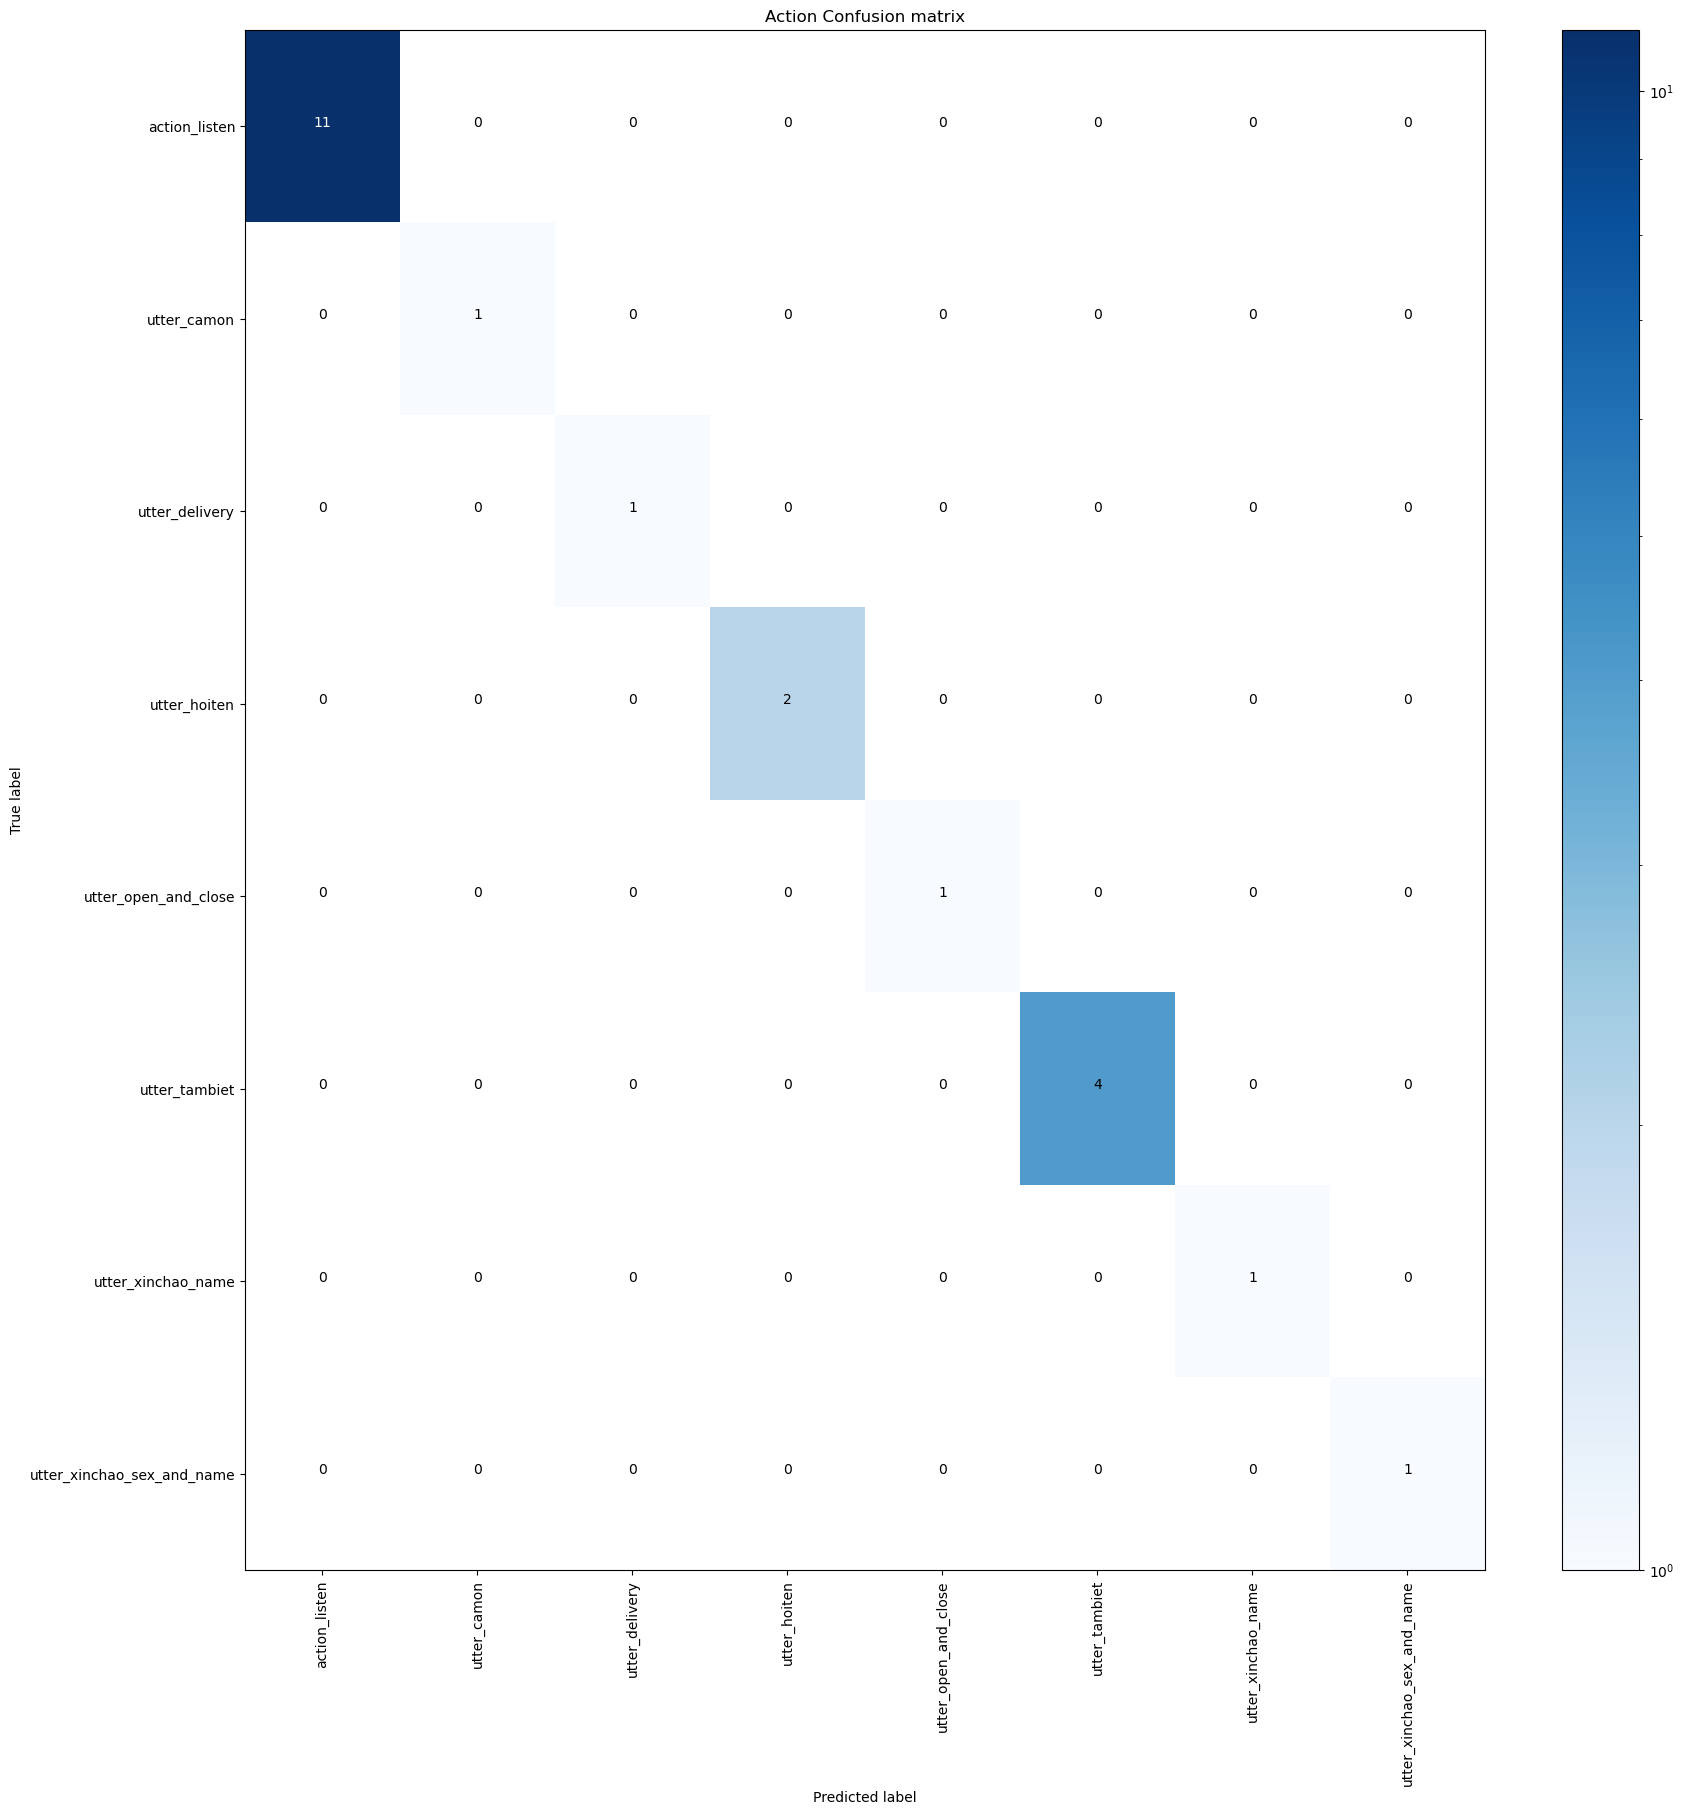 Action Confusion matrix
action_listen 11 0 0 0 0 0 0 0
utter_camon 0 1 0 0 0 0 0 0
utter_delivery 0 0 1 0 0 0 0 0
utter_hoiten 0 0 0 2 0 0 0 0
utter_open_and_close 0 0 0 0 1 0 0 0
utter_tambiet 0 0 0 0 0 4 0 0
utter_xinchao_name 0 0 0 0 0 0 1 0
utter_xinchao_sex_and_name 0 0 0 0 0 0 0 1
True label
action_listen
utter_camon
utter_delivery
utter_hoiten
utter_open_and_close
utter_tambiet
utter_xinchao_name
utter_xinchao_sex_and_name
Predicted label
10¹
10⁰